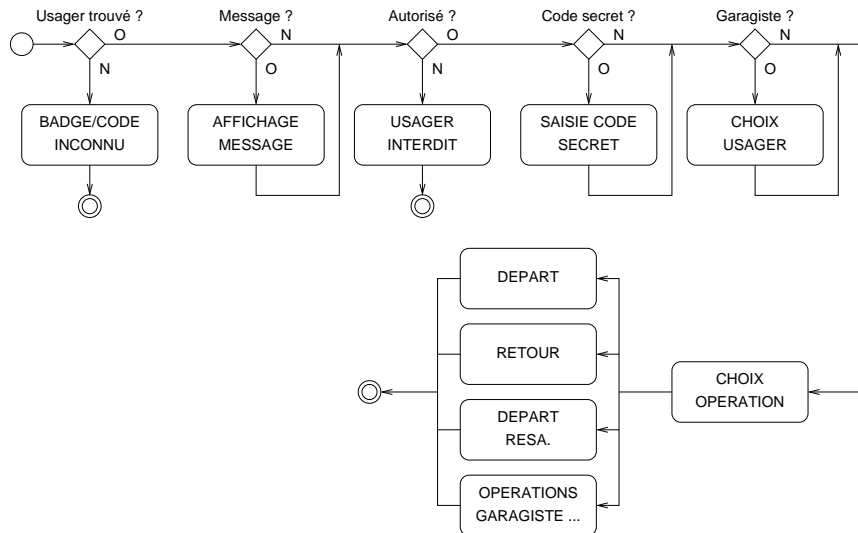 Usager trouvé ?
Message ?
Autorisé ?
Code secret ?
Garagiste ?
O
N
O
N
O
N
N
O
O
N
BADGE/CODE
INCONNU
AFFICHAGE
MESSAGE
USAGER
INTERDIT
SAISIE CODE
SECRET
CHOIX
USAGER
DEPART
RETOUR
CHOIX
OPERATION
DEPART
RESA.
OPERATIONS
GARAGISTE ...